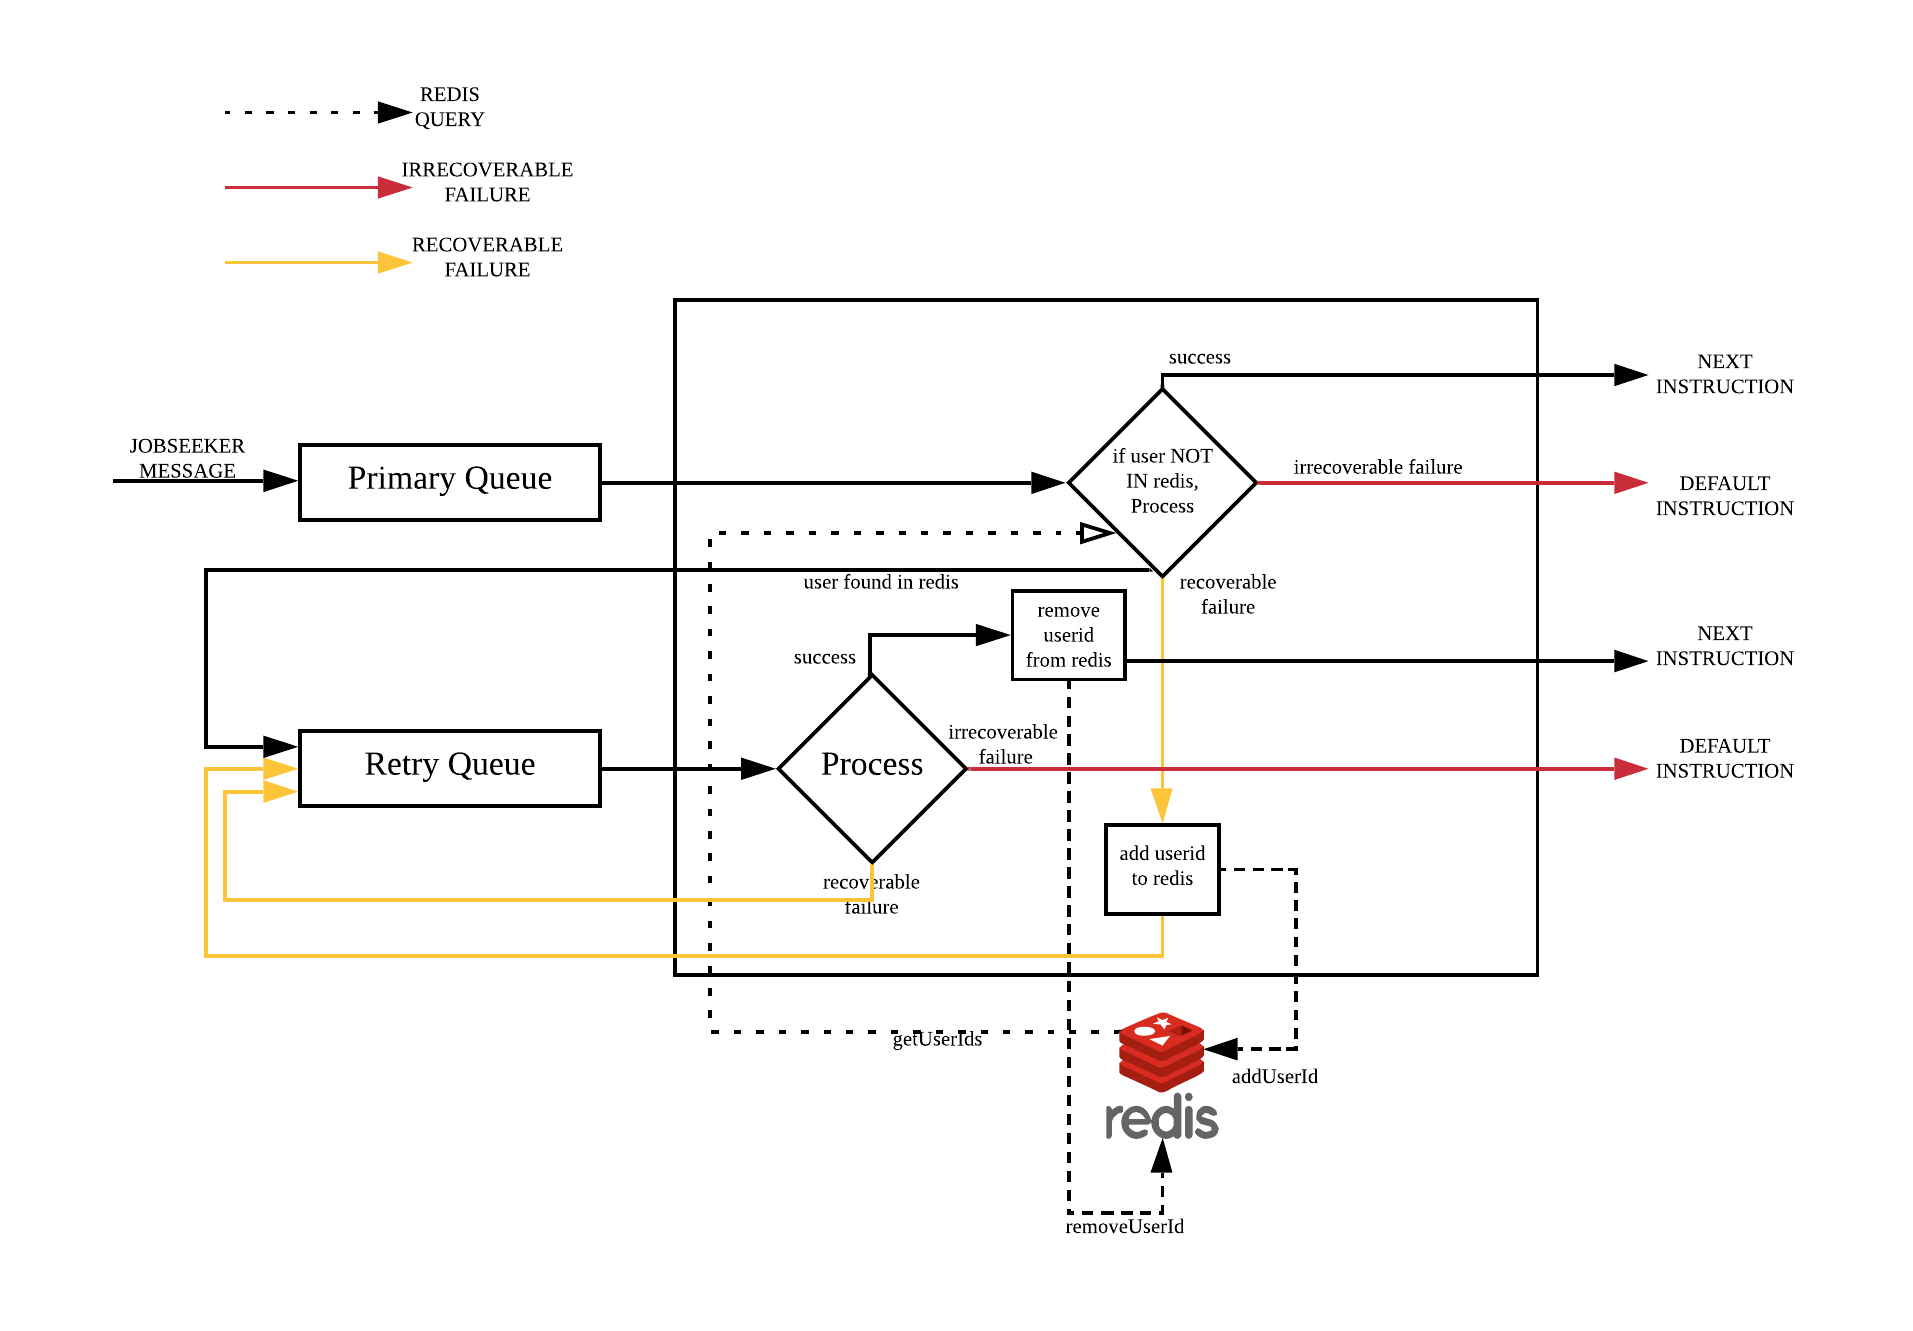 REDIS
QUERY
IRRECOVERABLE
FAILURE
RECOVERABLE
FAILURE
success
NEXT
INSTRUCTION
JOBSEEKER
MESSAGE
Primary Queue
if user NOT
IN redis,
Process
irrecoverable failure
DEFAULT
INSTRUCTION
user found in redis
recoverable
failure
remove
userid
from redis
success
NEXT
INSTRUCTION
Retry Queue
Process
irrecoverable
failure
DEFAULT
INSTRUCTION
add userid
to redis
recoverable
failure
getUserIds
addUserId
redis
removeUserId